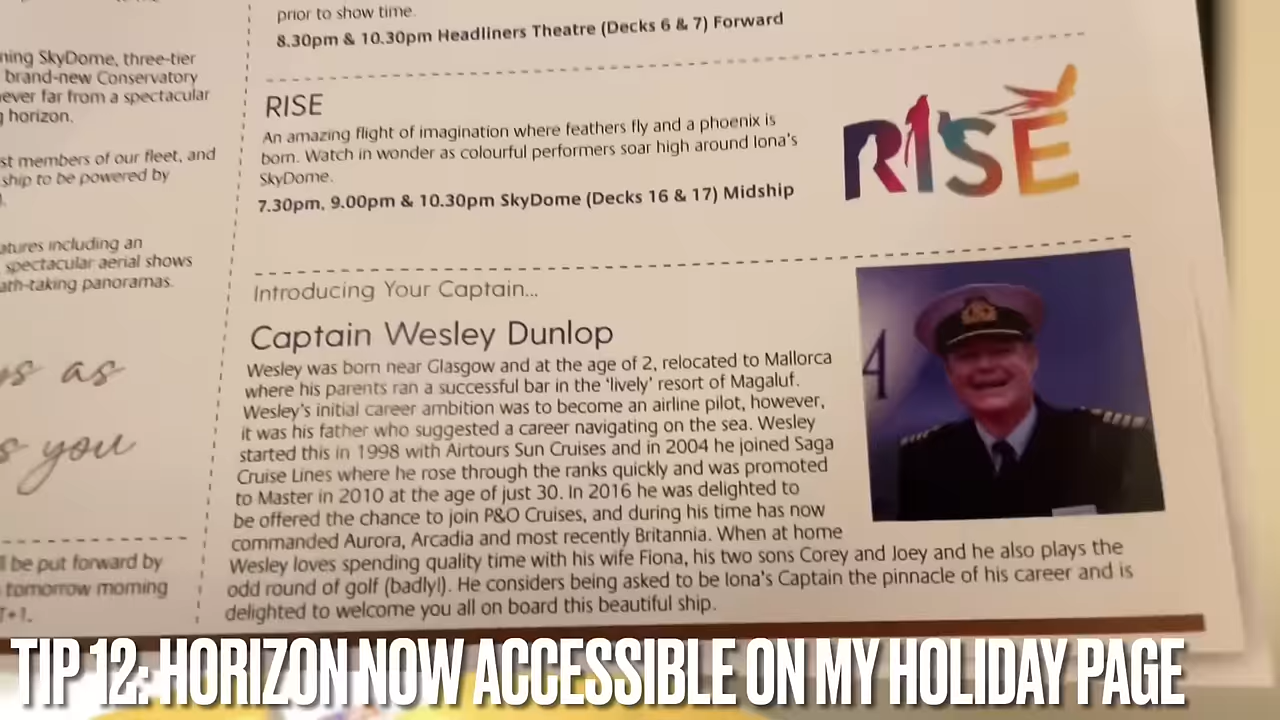 ning SkyDome, three-tier
brand-new Conservatory
ever far from a spectacular
horizon.
st members of our fleet, and
ship to be powered by
atures including an
spectacular aerial shows
ath-taking panoramas.
as
you
be put forward by
tomorrow morning
T+1.
prior to show time.
8.30pm & 10.30pm Headliners Theatre (Decks 6 & 7) Forward
RISE
An amazing flight of imagination where feathers fly and a phoenix is
born. Watch in wonder as colourful performers soar high around Iona's
SkyDome.
7.30pm, 9.00pm & 10.30pm SkyDome (Decks 16 & 17) Midship
RISE
Introducing Your Captain...
Captain Wesley Dunlop
Wesley was born near Glasgow and at the age of 2, relocated to Mallorca
where his parents ran a successful bar in the 'lively' resort of Magaluf.
Wesley's initial career ambition was to become an airline pilot, however,
it was his father who suggested a career navigating on the sea. Wesley
started this in 1998 with Airtours Sun Cruises and in 2004 he joined Saga
Cruise Lines where he rose through the ranks quickly and was promoted
to Master in 2010 at the age of just 30. In 2016 he was delighted to
be offered the chance to join P&O Cruises, and during his time has now
commanded Aurora, Arcadia and most recently Britannia. When at home
Wesley loves spending quality time with his wife Fiona, his two sons Corey and Joey and he also plays the
odd round of golf (badly!). He considers being asked to be Iona's Captain the pinnacle of his career and is
delighted to welcome you all on board this beautiful ship.
4
TIP 12: HORIZON NOW ACCESSIBLE ON MY HOLIDAY PAGE